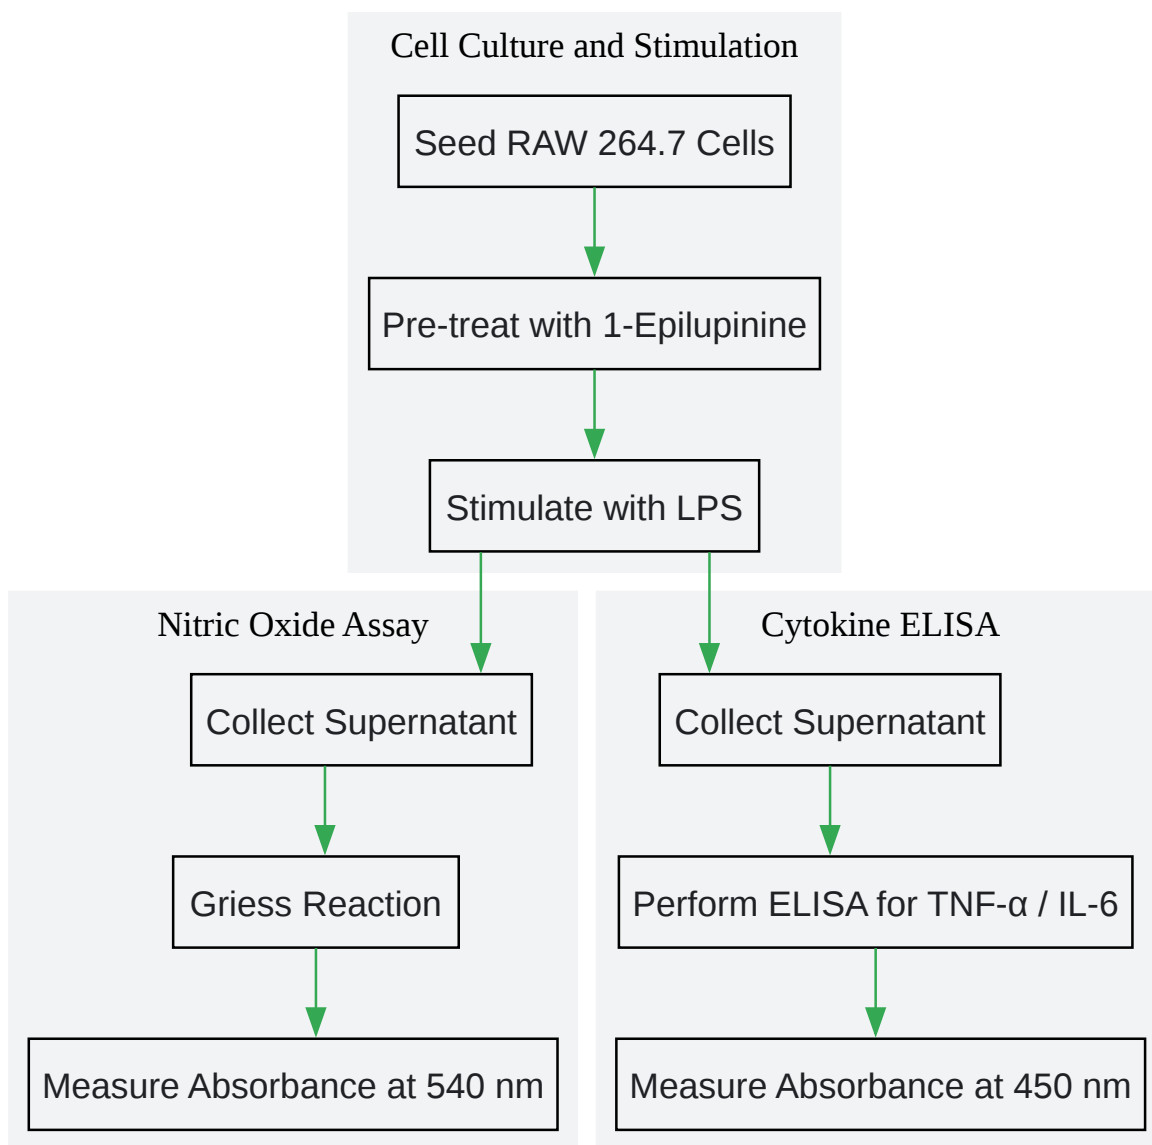 Cell Culture and Stimulation
Seed RAW 264.7 Cells
Pre-treat with 1-Epilupinine
Stimulate with LPS
Nitric Oxide Assay
Collect Supernatant
Griess Reaction
Measure Absorbance at 540 nm
Cytokine ELISA
Collect Supernatant
Perform ELISA for TNF-α / IL-6
Measure Absorbance at 450 nm